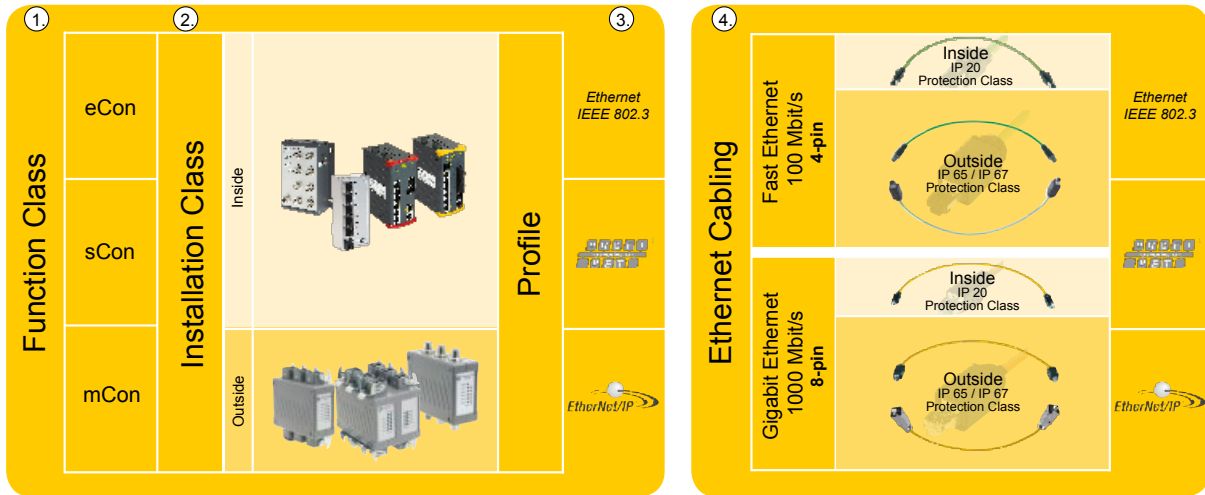 1.
Function Class
eCon
sCon
mCon
2.
Installation Class
Inside
Outside
3.
Profile
Ethernet
IEEE 802.3
EtherNet/IP
4.
Ethernet Cabling
Fast Ethernet
100 Mbit/s
4-pin
Inside
IP 20
Protection Class
Outside
IP 65 / IP 67
Protection Class
Gigabit Ethernet
1000 Mbit/s
8-pin
Inside
IP 20
Protection Class
Outside
IP 65 / IP 67
Protection Class
Ethernet
IEEE 802.3
EtherNet/IP